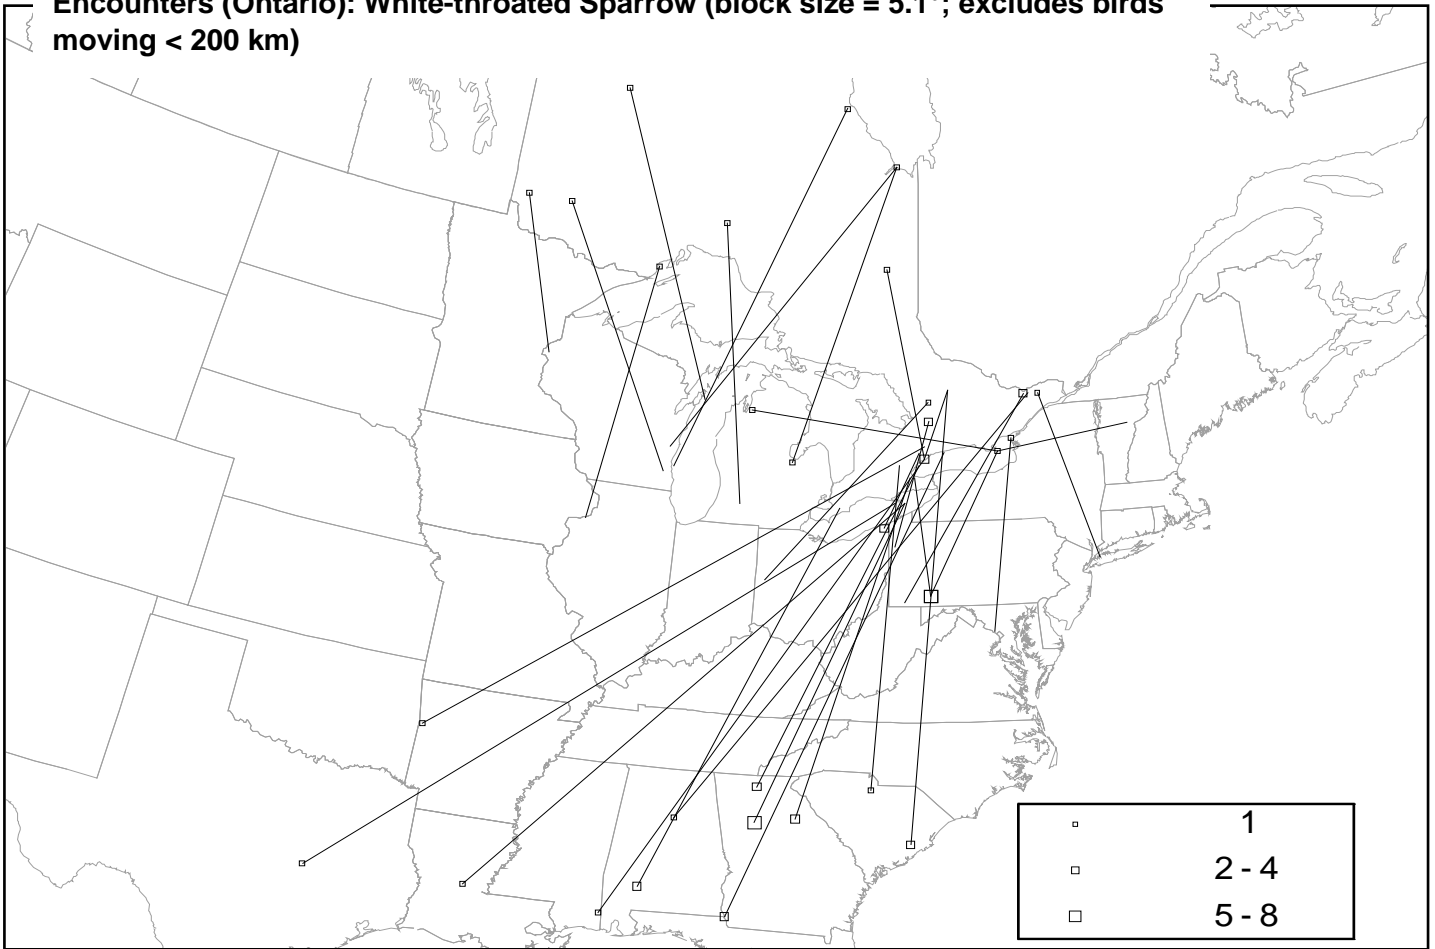 Encounters (Ontario): White-throated Sparrow (block size = 5.1°; excludes birds
moving < 200 km)
1
2 - 4
5 - 8